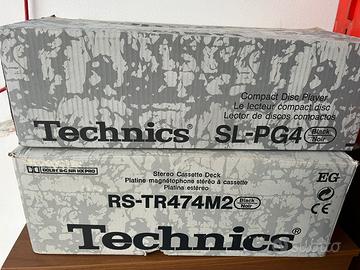 Compact Disc Player
Le lecteur compact disc
Lector de discos compactos
Technics SL-PG4 Black
Noir
DOLBY B-C NR HX PRO
Stereo Cassette Deck
Platine magnétophone stéréo à cassette
Platina estéreo
EG
RS-TR474M2 Black
Noir
CE
Technics
subito